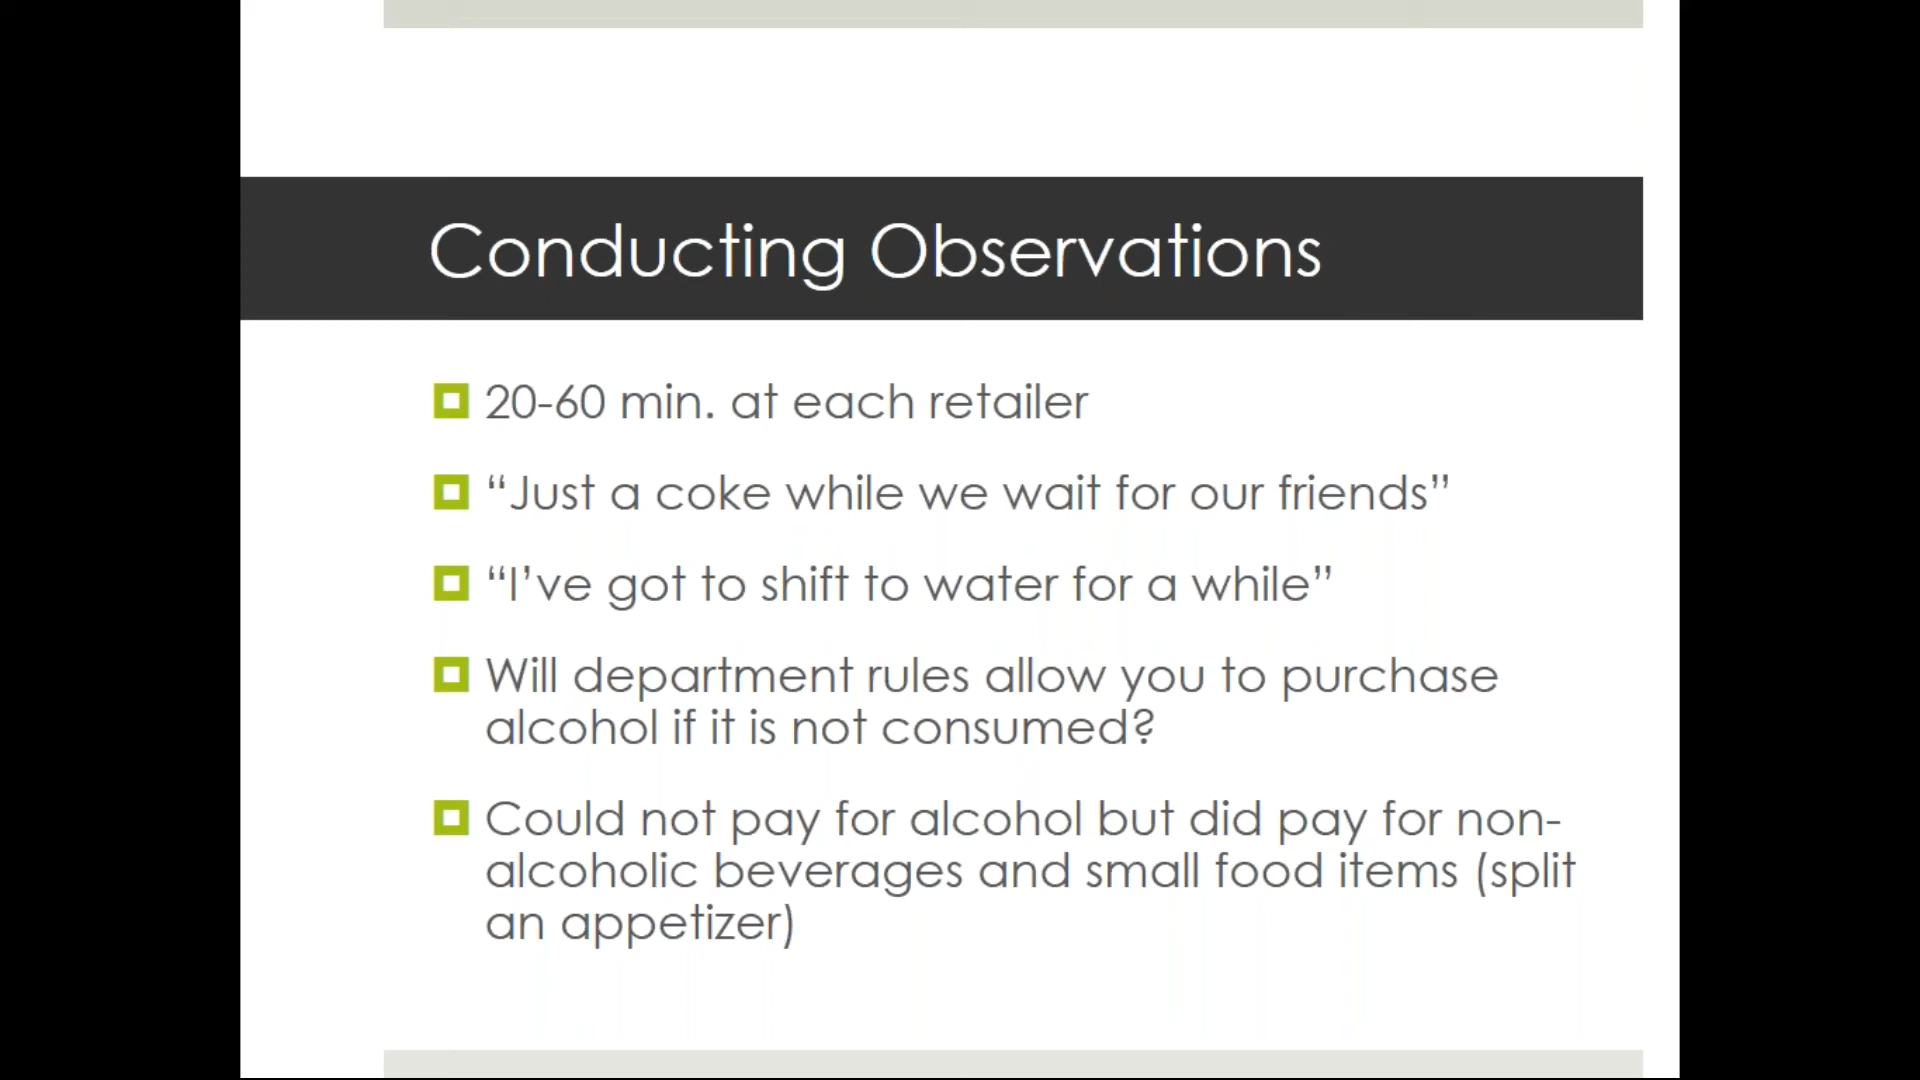 Conducting Observations
20-60 min. at each retailer
“Just a coke while we wait for our friends”
“I’ve got to shift to water for a while”
Will department rules allow you to purchase
alcohol if it is not consumed?
Could not pay for alcohol but did pay for non-
alcoholic beverages and small food items (split
an appetizer)